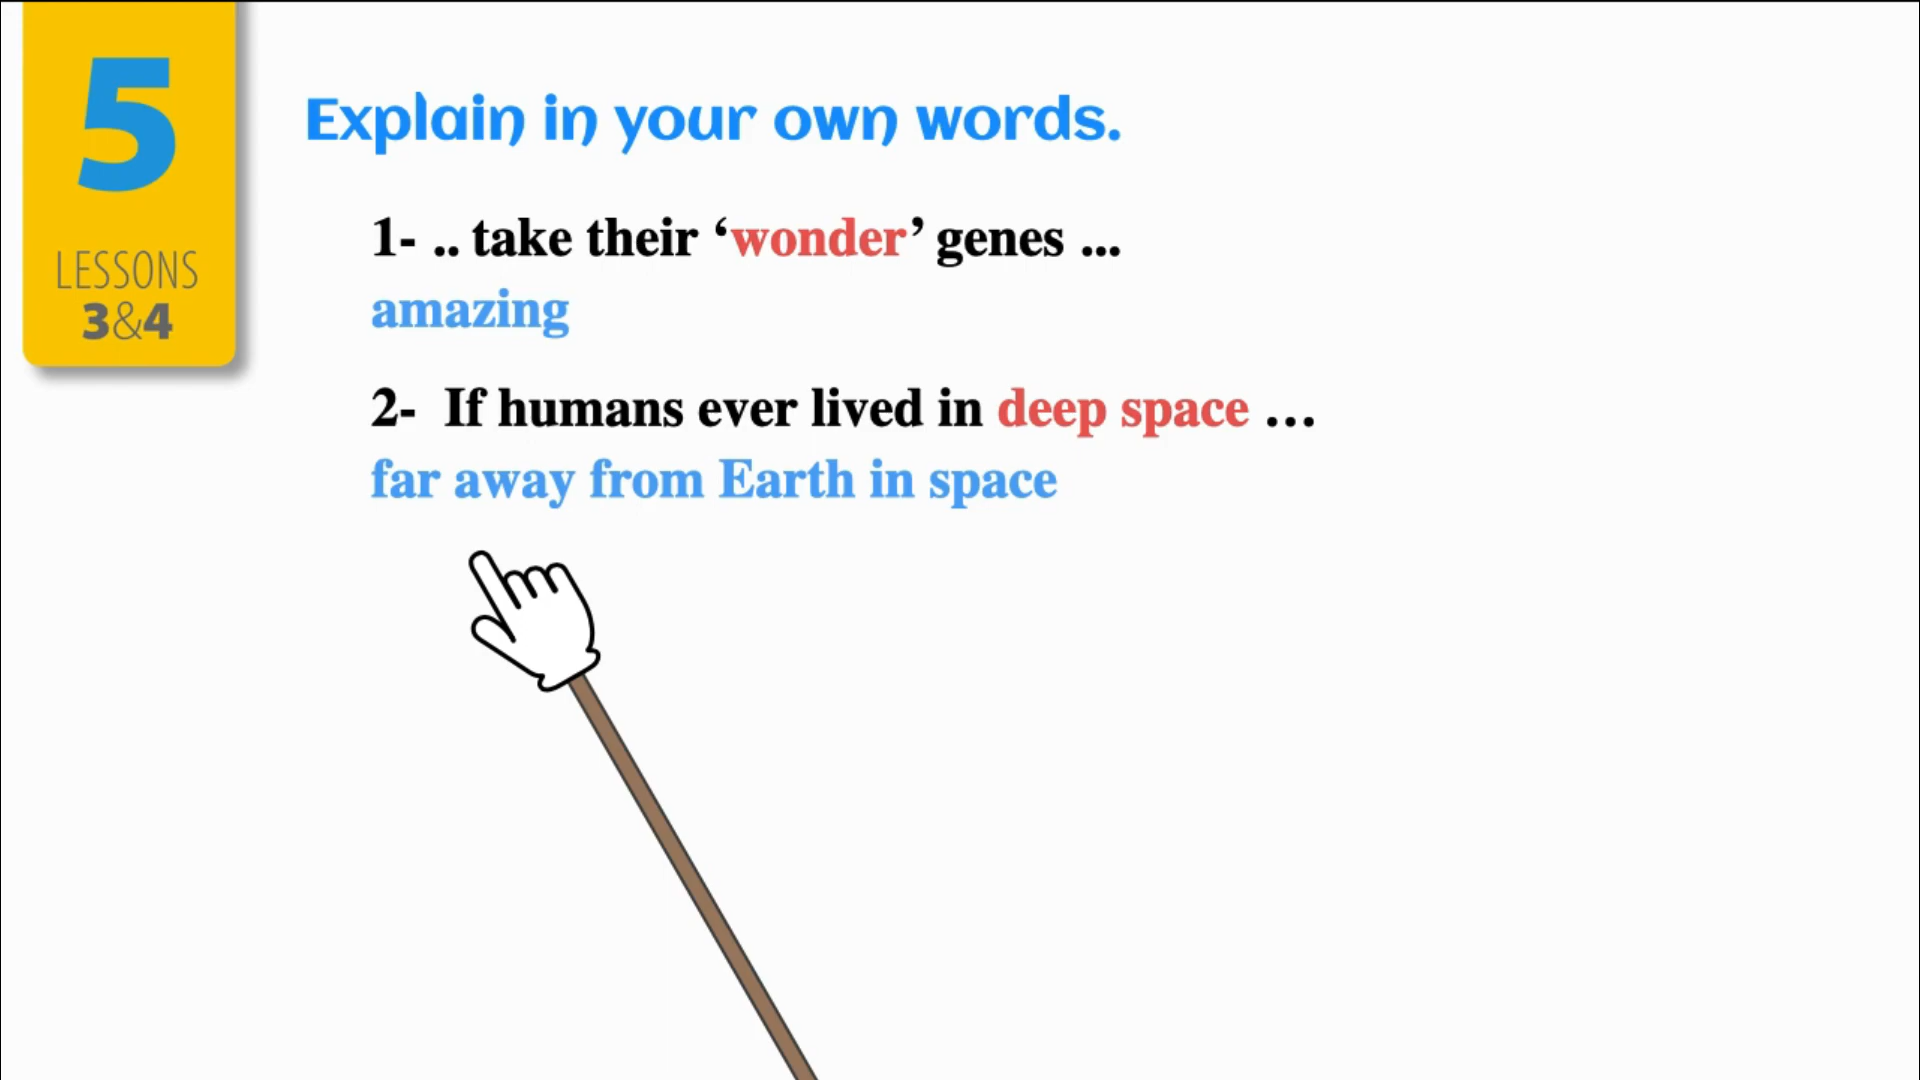 5
LESSONS
3&4
Explain in your own words.
1- .. take their ‘wonder’ genes ...
amazing
2- If humans ever lived in deep space …
far away from Earth in space